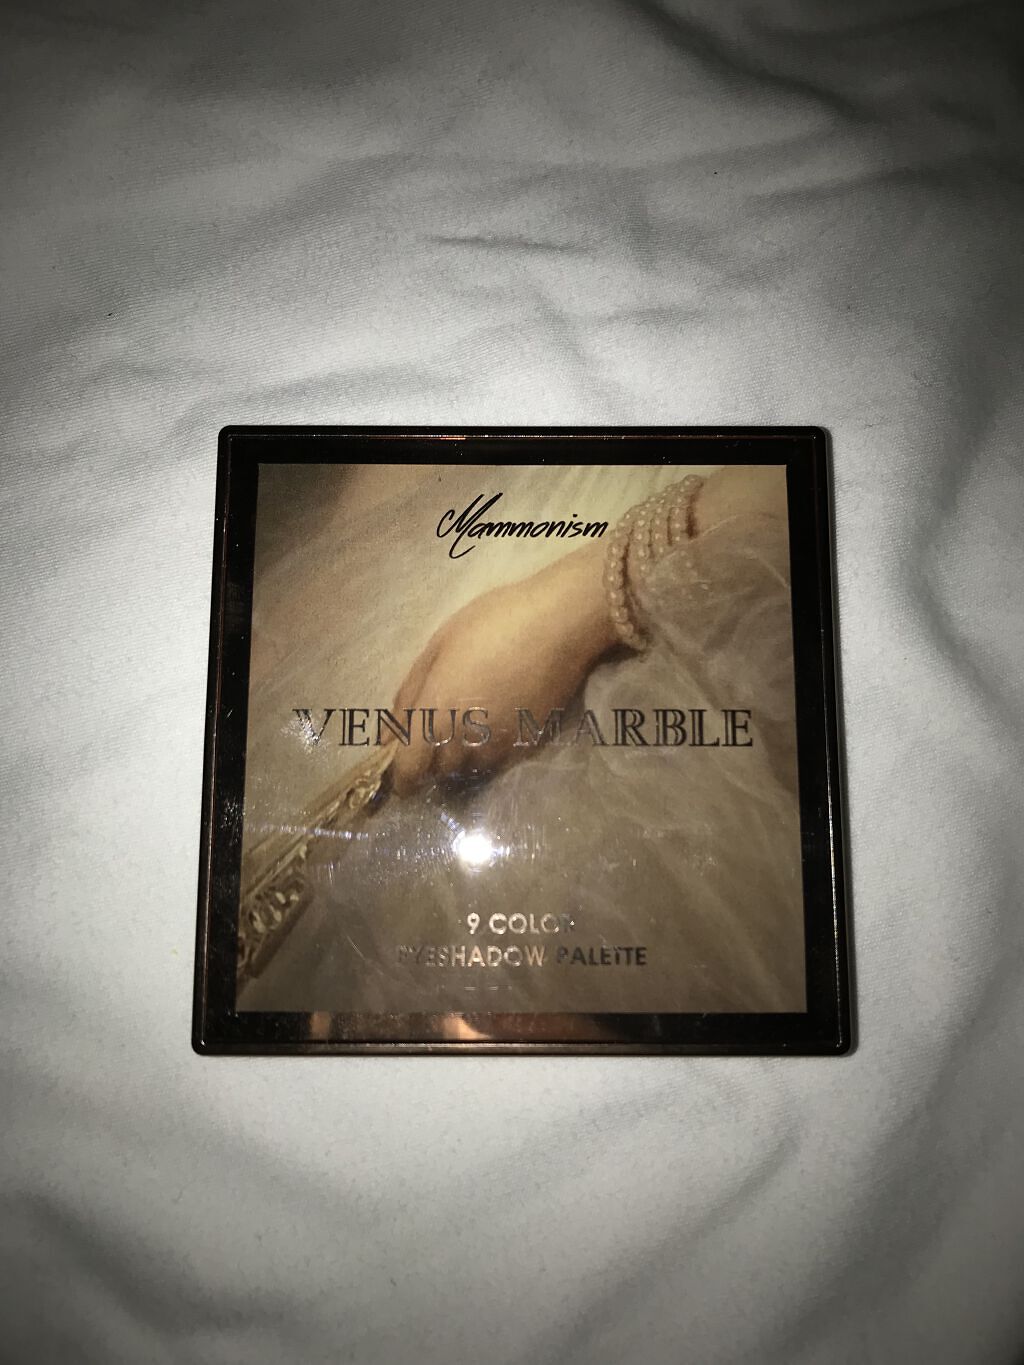 Mammonism
VENUS MARBLE
9 COLOR
EYESHADOW PALETTE